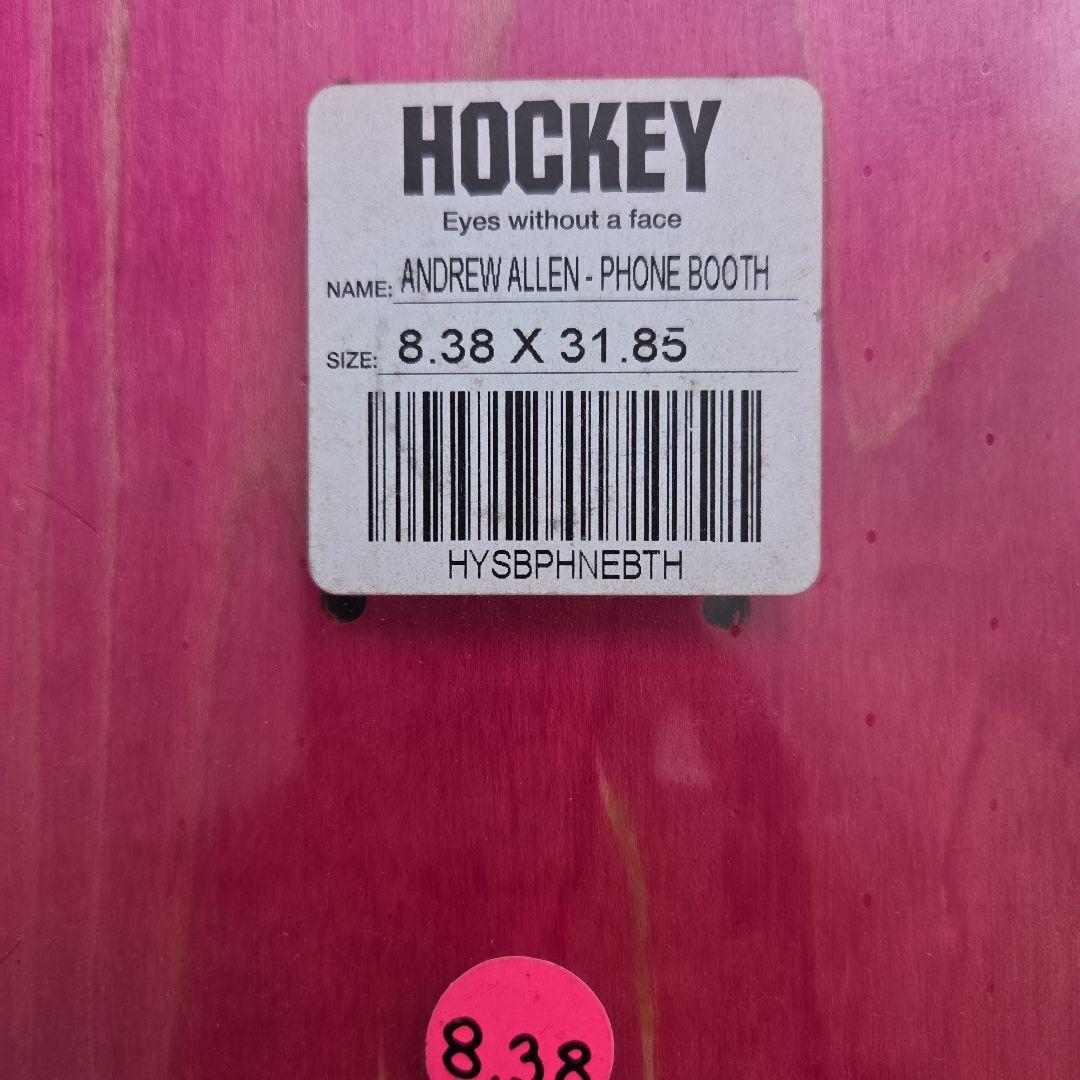 HOCKEY
Eyes without a face
NAME: ANDREW ALLEN - PHONE BOOTH
SIZE: 8.38 X 31.85
HYSBPHNEBTH
8.38